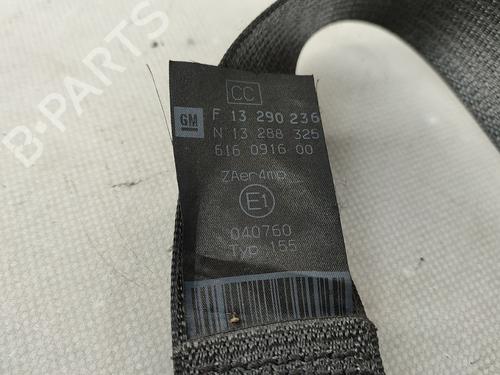 B-PARTS
CC
GM F 13 290 236
N 13 288 325
616 0916 00
ZAer4mp
E1
040760
Typ 155